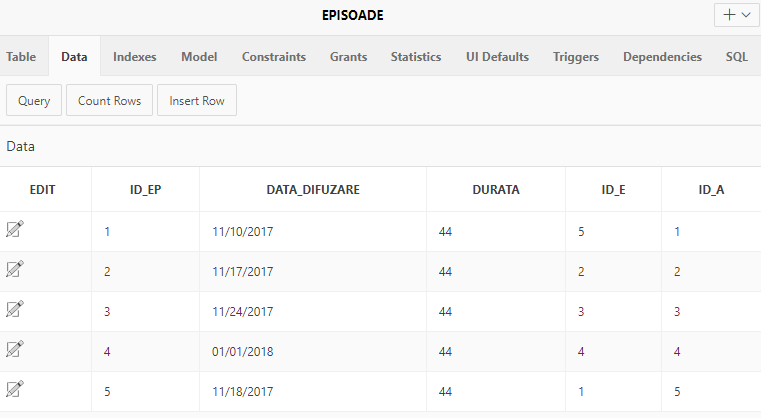 EPISOADE
Table Data Indexes Model Constraints Grants Statistics UI Defaults Triggers Dependencies SQL
Query Count Rows Insert Row
Data
EDIT ID_EP DATA_DIFUZARE DURATA ID_E ID_A
1 11/10/2017 44 5 1
2 11/17/2017 44 2 2
3 11/24/2017 44 3 3
4 01/01/2018 44 4 4
5 11/18/2017 44 1 5